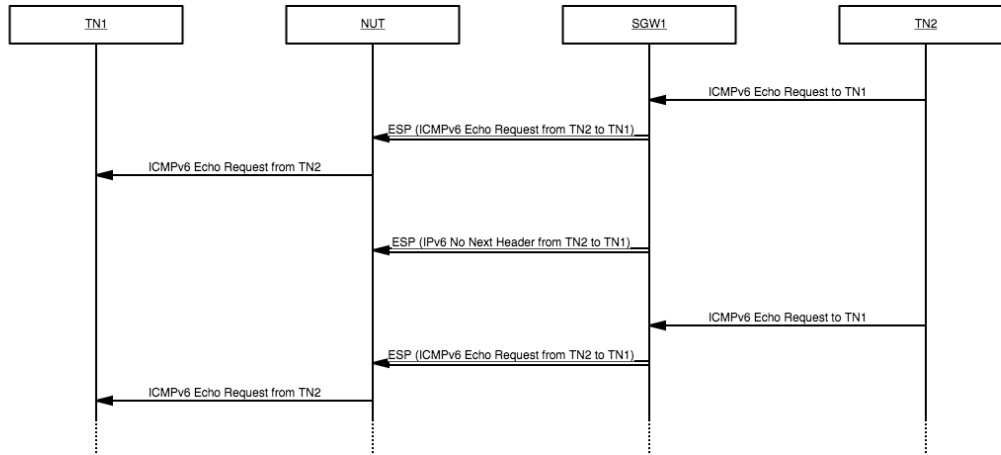 TN1
NUT
SGW1
TN2
ICMPv6 Echo Request to TN1
ESP (ICMPv6 Echo Request from TN2 to TN1)
ICMPv6 Echo Request from TN2
ESP (IPv6 No Next Header from TN2 to TN1)
ICMPv6 Echo Request to TN1
ESP (ICMPv6 Echo Request from TN2 to TN1)
ICMPv6 Echo Request from TN2